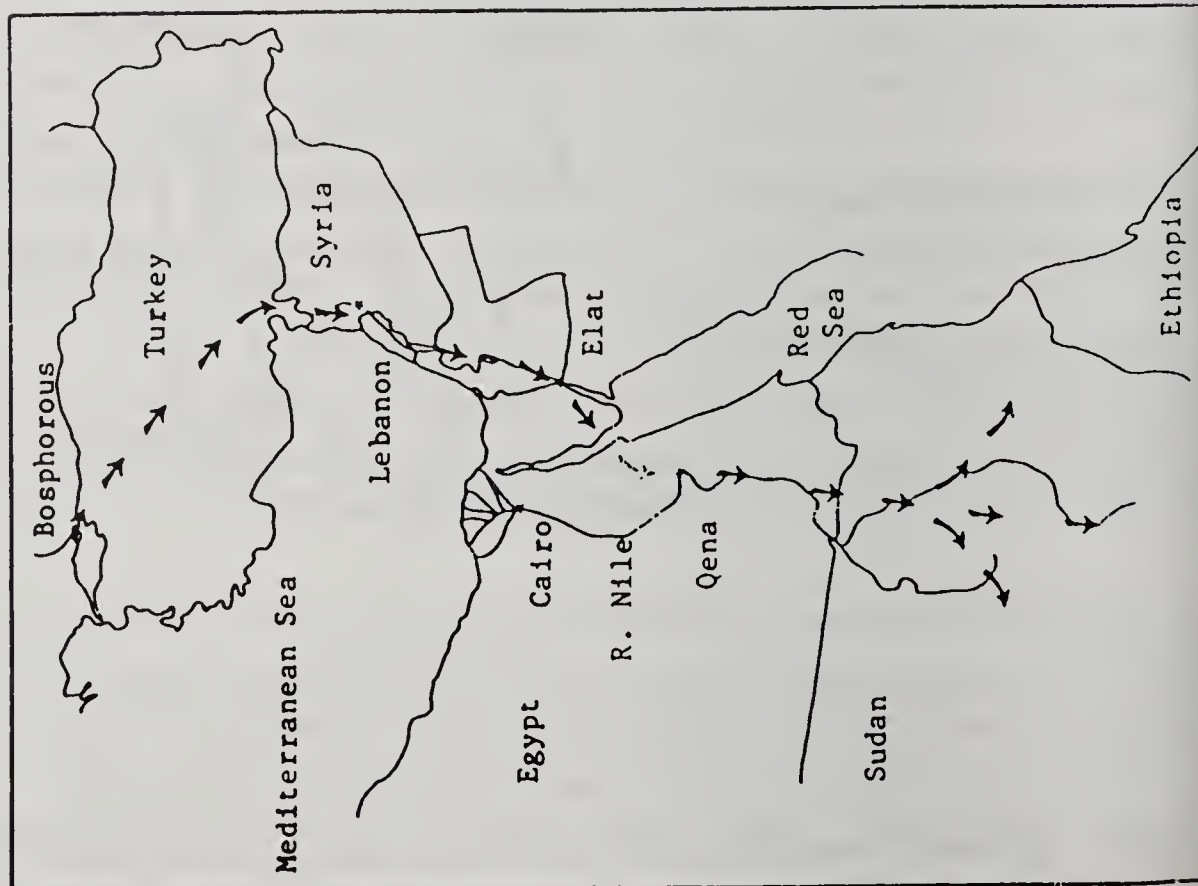 Bosphorous
Turkey
Syria
Mediterranean Sea
Lebanon
Elat
Cairo
R. Nile
Egypt
Qena
Red
Sea
Sudan
Ethiopia